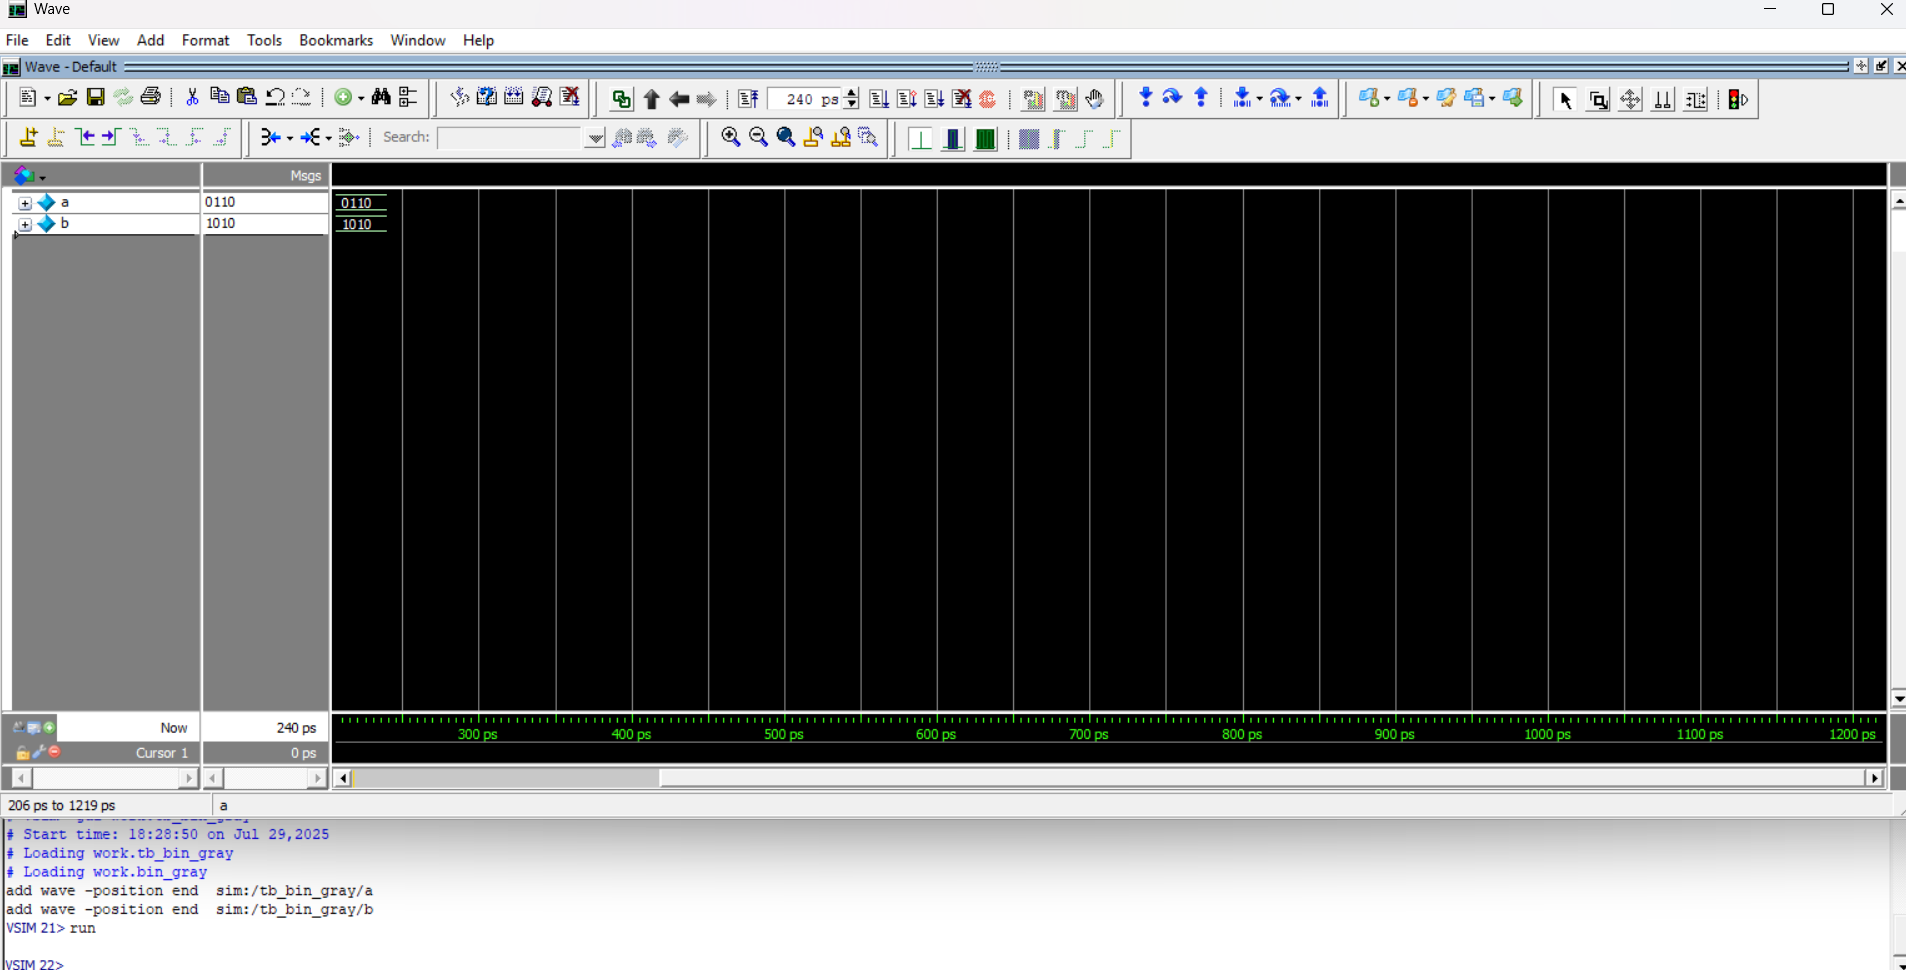 Wave
File Edit View Add Format Tools Bookmarks Window Help
Wave - Default
240 ps
Search:
Msgs
a 0110 0110
b 1010 1010
Now 240 ps
300 ps 400 ps 500 ps 600 ps 700 ps 800 ps 900 ps 1000 ps 1100 ps 1200 ps
Cursor 1 0 ps
206 ps to 1219 ps a
# Start time: 18:28:50 on Jul 29,2025
# Loading work.tb_bin_gray
# Loading work.bin_gray
add wave -position end  sim:/tb_bin_gray/a
add wave -position end  sim:/tb_bin_gray/b
VSIM 21> run
VSIM 22>